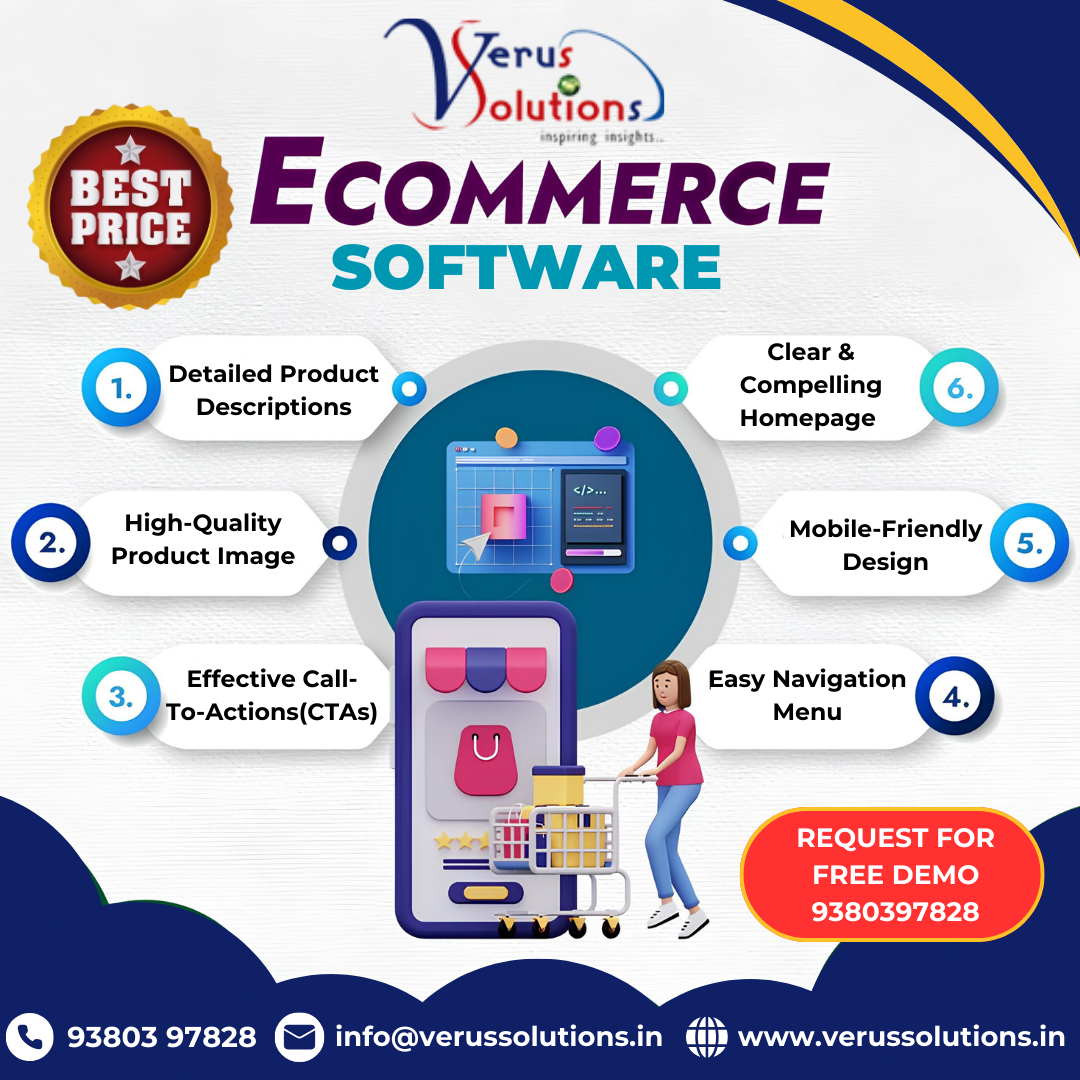 Verus
Solutions
inspiring insights...
BEST
PRICE
ECOMMERCE
SOFTWARE
1.
Detailed Product
Descriptions
2.
High-Quality
Product Image
3.
Effective Call-
To-Actions(CTAs)
Clear &
Compelling
Homepage
6.
Mobile-Friendly
Design
5.
Easy Navigation
Menu
4.
</>...
REQUEST FOR
FREE DEMO
9380397828
93380 97828
info@verussolutions.in
www.verussolutions.in